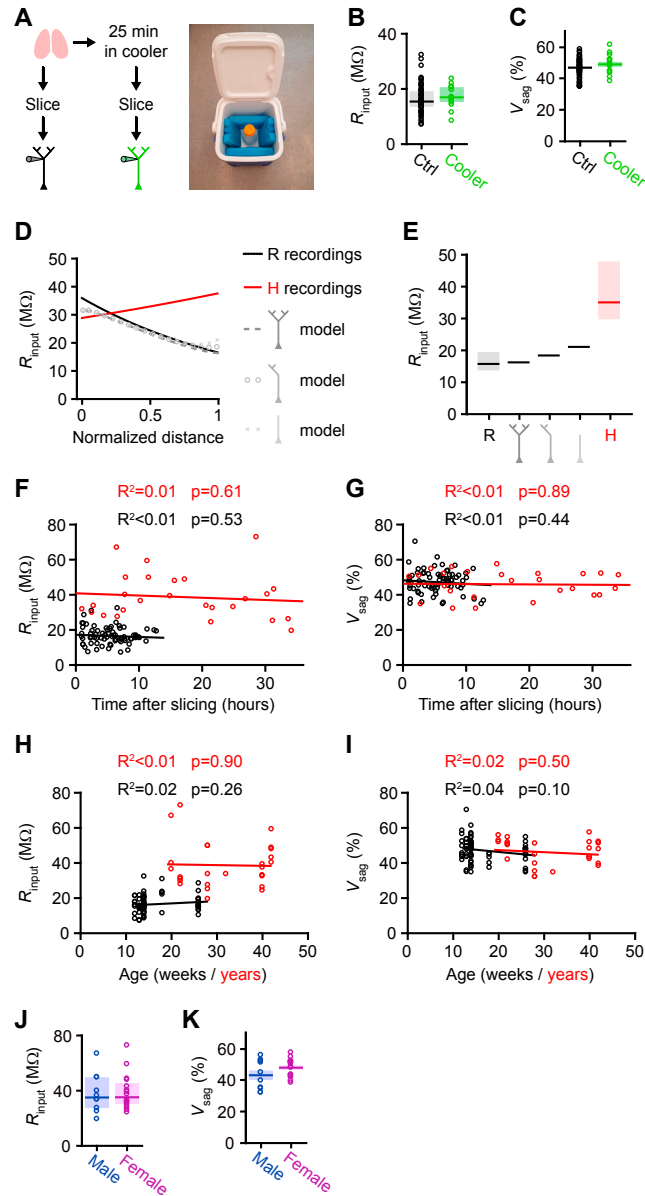 A
25 min
in cooler
Slice
Slice
B
R input (MΩ)
40
20
0
Ctrl
Cooler
C
V sag (%)
60
40
20
0
Ctrl
Cooler
D
R input (MΩ)
50
40
30
20
10
0
0
0.5
1
Normalized distance
R recordings
H recordings
model
model
model
E
R input (MΩ)
50
40
30
20
10
0
R
H
F
R²=0.01 p=0.61
R²<0.01 p=0.53
R input (MΩ)
80
60
40
20
0
0
10
20
30
Time after slicing (hours)
G
R²<0.01 p=0.89
R²<0.01 p=0.44
V sag (%)
80
60
40
20
0
0
10
20
30
Time after slicing (hours)
H
R²<0.01 p=0.90
R²=0.02 p=0.26
R input (MΩ)
80
60
40
20
0
0
10
20
30
40
50
Age (weeks / years)
I
R²=0.02 p=0.50
R²=0.04 p=0.10
V sag (%)
80
60
40
20
0
0
10
20
30
40
50
Age (weeks / years)
J
R input (MΩ)
80
40
0
Male
Female
K
V sag (%)
60
40
20
0
Male
Female